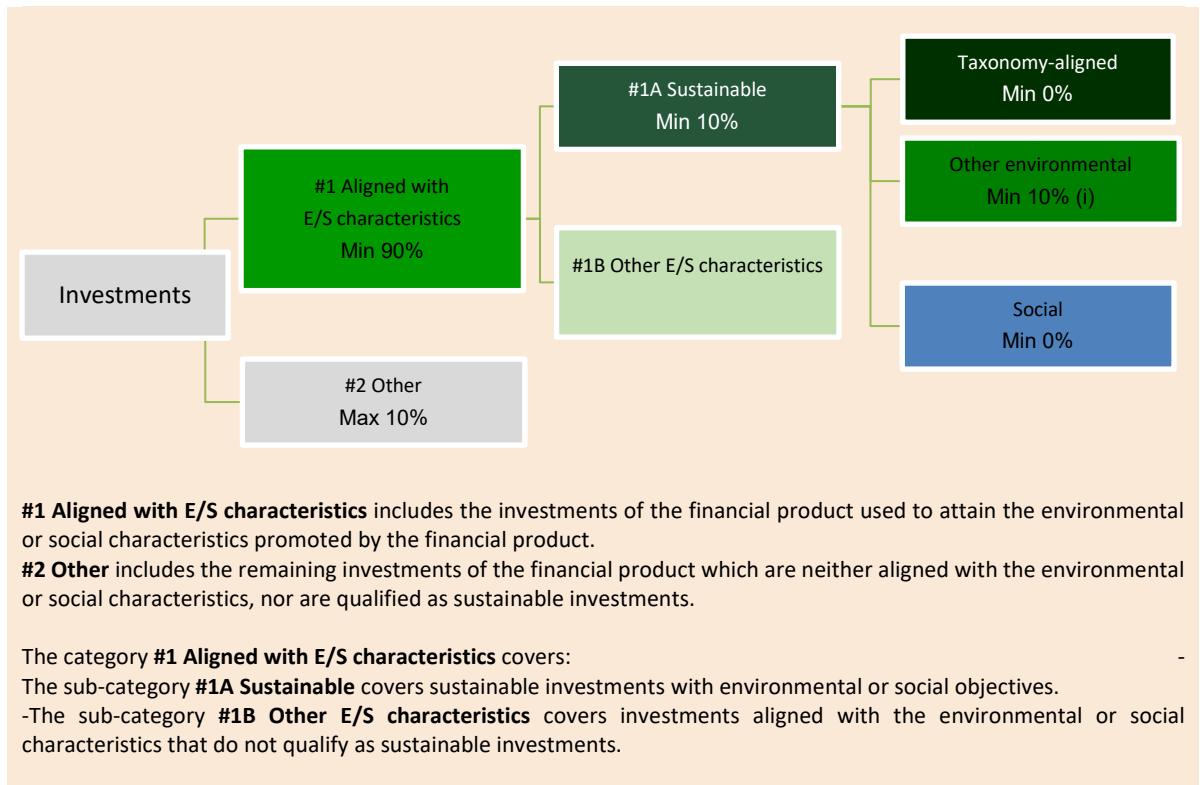 Investments
#1 Aligned with
E/S characteristics
Min 90%
#2 Other
Max 10%
#1A Sustainable
Min 10%
#1B Other E/S characteristics
Taxonomy-aligned
Min 0%
Other environmental
Min 10% (i)
Social
Min 0%
#1 Aligned with E/S characteristics includes the investments of the financial product used to attain the environmental
or social characteristics promoted by the financial product.
#2 Other includes the remaining investments of the financial product which are neither aligned with the environmental
or social characteristics, nor are qualified as sustainable investments.
The category #1 Aligned with E/S characteristics covers: -
The sub-category #1A Sustainable covers sustainable investments with environmental or social objectives.
-The sub-category #1B Other E/S characteristics covers investments aligned with the environmental or social
characteristics that do not qualify as sustainable investments.